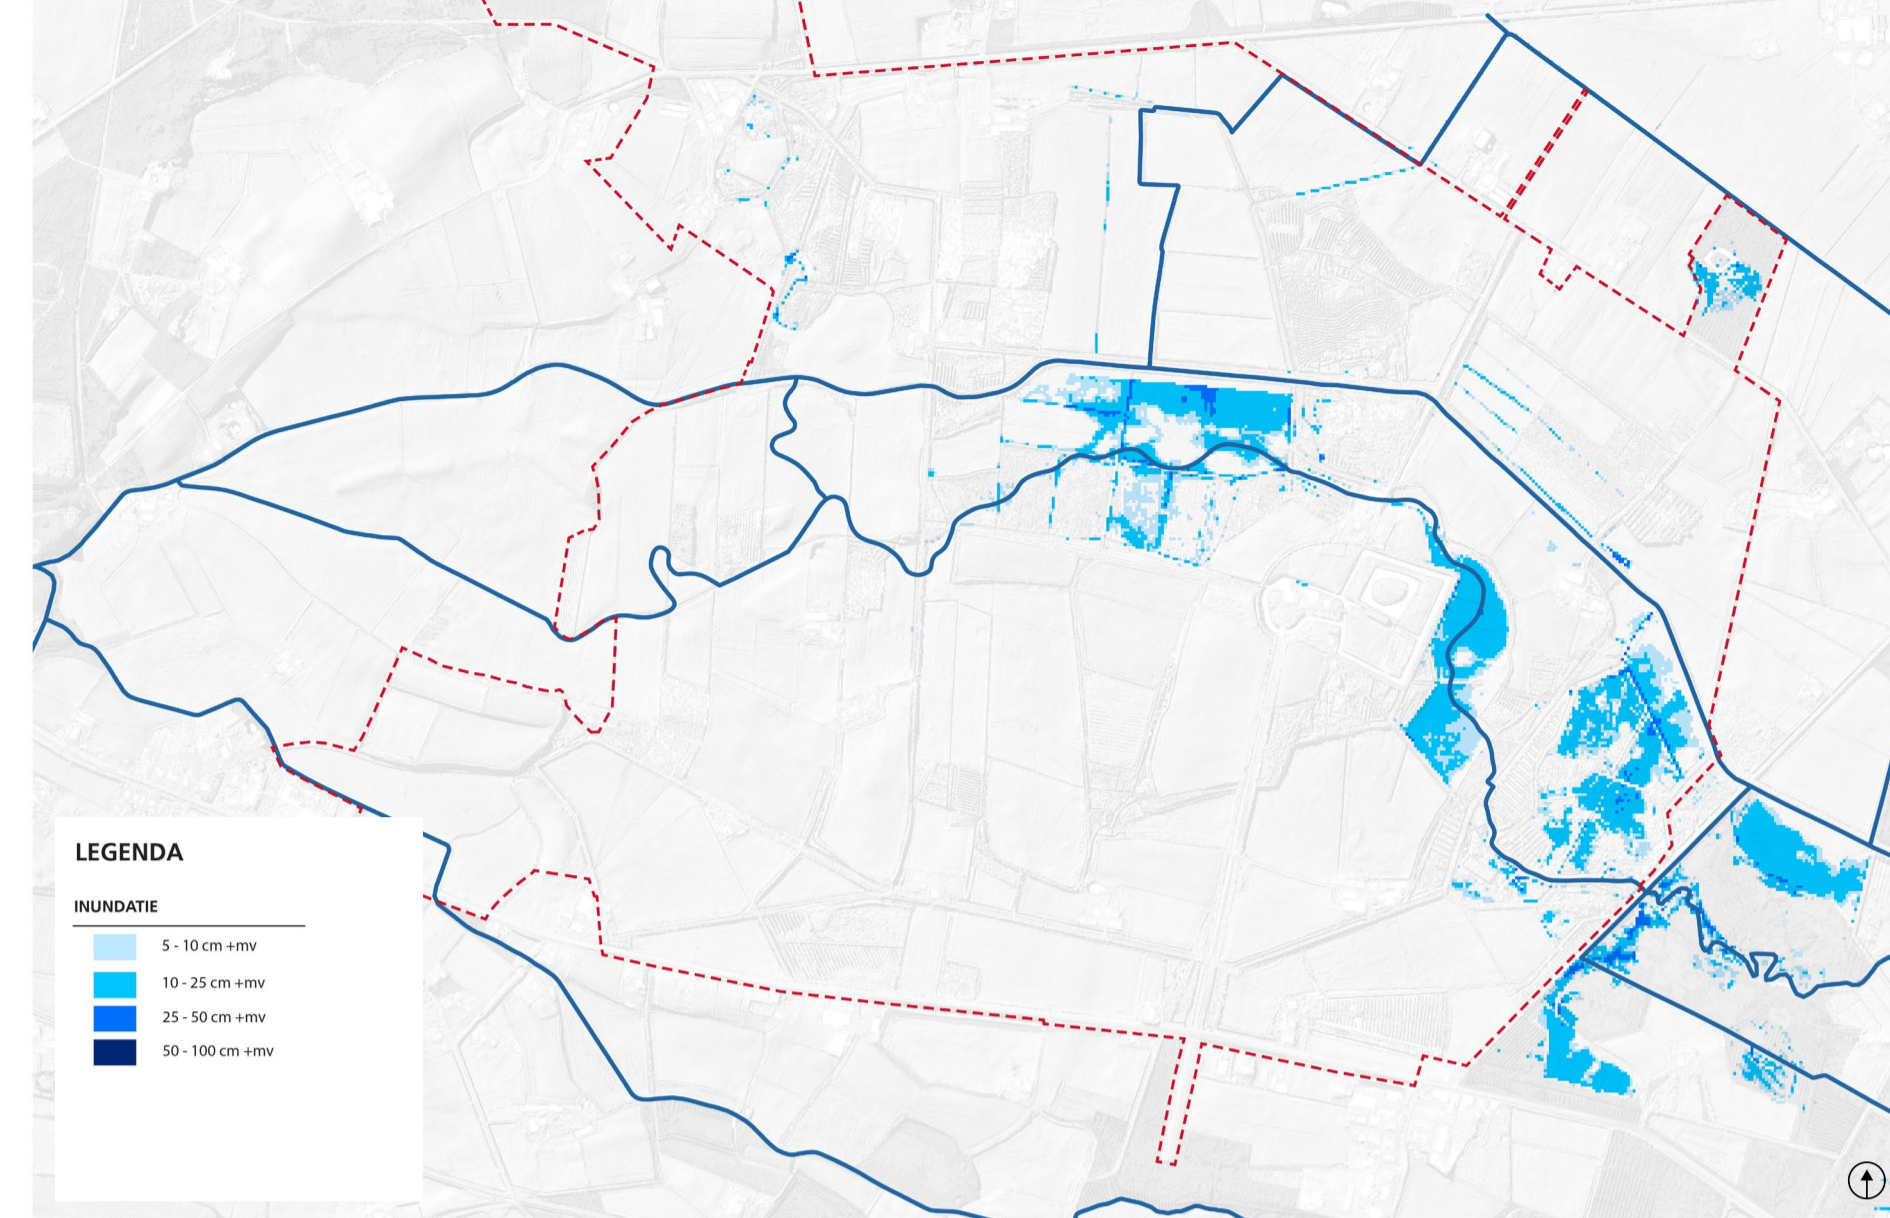 LEGENDA
INUNDATIE
5 - 10 cm +mv
10 - 25 cm +mv
25 - 50 cm +mv
50 - 100 cm +mv